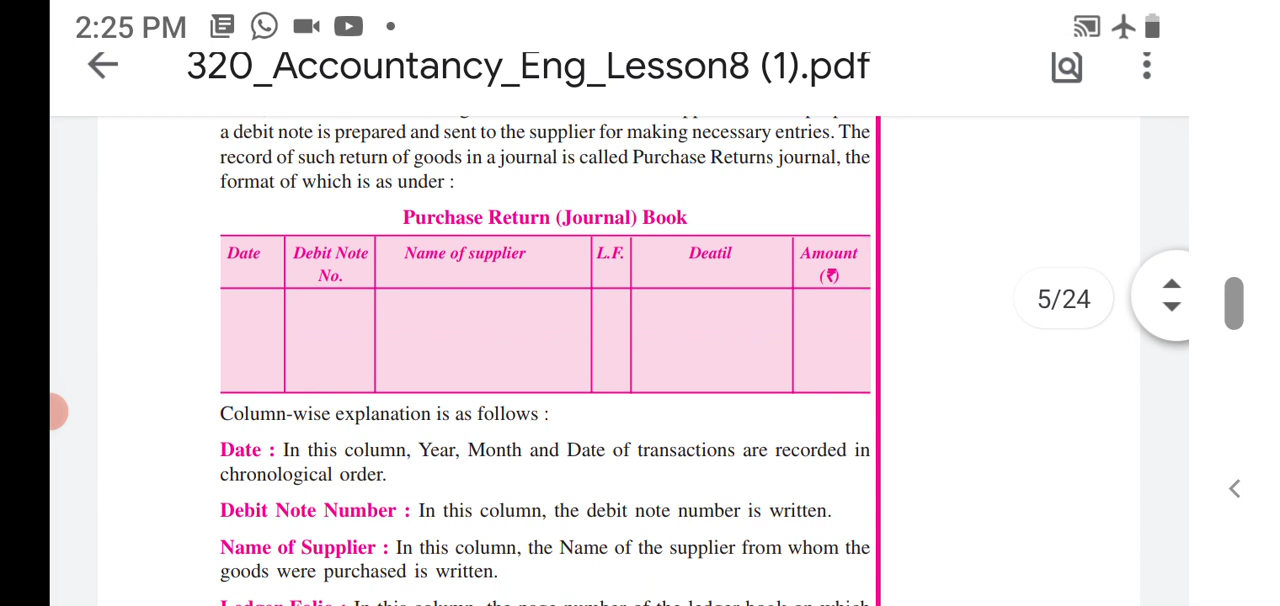 2:25 PM
320_Accountancy_Eng_Lesson8 (1).pdf
a debit note is prepared and sent to the supplier for making necessary entries. The
record of such return of goods in a journal is called Purchase Returns journal, the
format of which is as under :
Purchase Return (Journal) Book
Date Debit Note No. Name of supplier L.F. Deatil Amount (₹)
5/24
Column-wise explanation is as follows :
Date : In this column, Year, Month and Date of transactions are recorded in
chronological order.
Debit Note Number : In this column, the debit note number is written.
Name of Supplier : In this column, the Name of the supplier from whom the
goods were purchased is written.